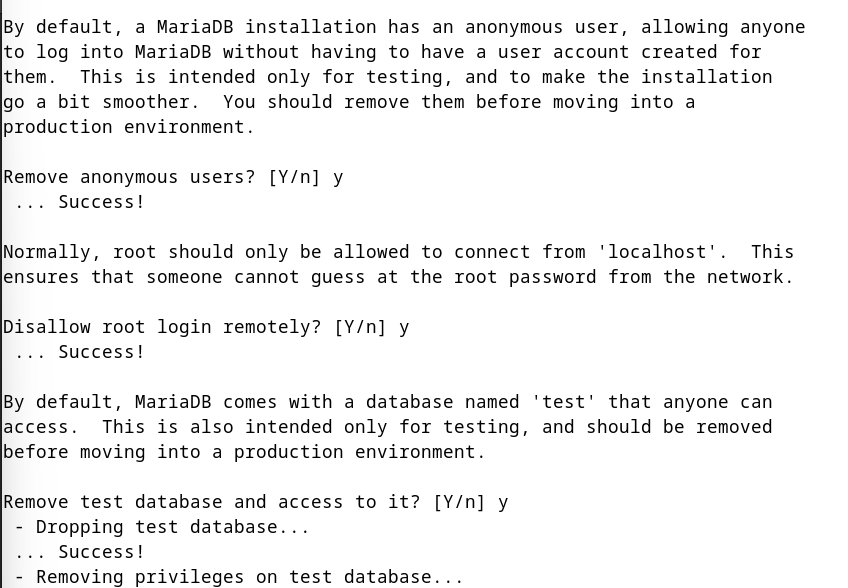 By default, a MariaDB installation has an anonymous user, allowing anyone
to log into MariaDB without having to have a user account created for
them.  This is intended only for testing, and to make the installation
go a bit smoother.  You should remove them before moving into a
production environment.

Remove anonymous users? [Y/n] y
 ... Success!

Normally, root should only be allowed to connect from 'localhost'.  This
ensures that someone cannot guess at the root password from the network.

Disallow root login remotely? [Y/n] y
 ... Success!

By default, MariaDB comes with a database named 'test' that anyone can
access.  This is also intended only for testing, and should be removed
before moving into a production environment.

Remove test database and access to it? [Y/n] y
 - Dropping test database...
 ... Success!
 - Removing privileges on test database...